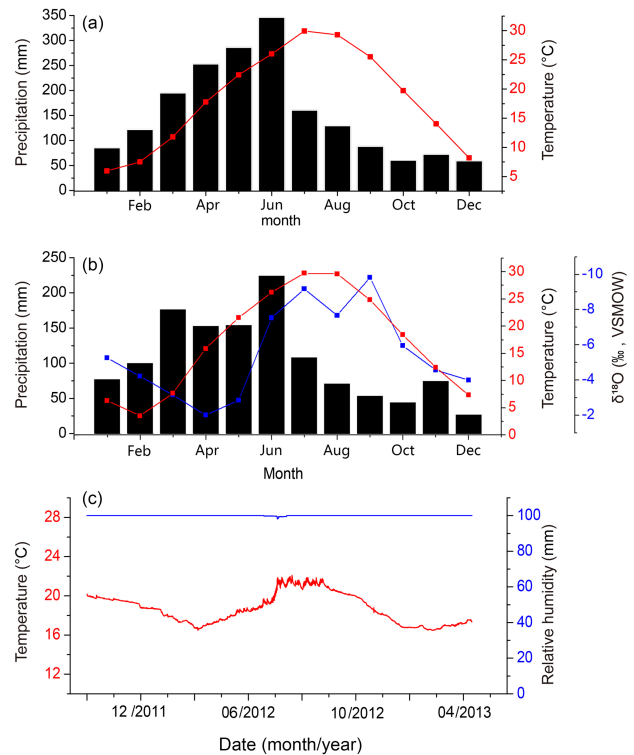 (a)
Precipitation (mm)
350
300
250
200
150
100
50
0
Feb Apr Jun Aug Oct Dec
month
30
25
20
15
10
5
Temperature (°C)
(b)
Precipitation (mm)
250
200
150
100
50
0
Feb Apr Jun Aug Oct Dec
Month
30
25
20
15
10
5
0
Temperature (°C)
-10
-8
-6
-4
-2
δ¹⁸O (‰ , VSMOW)
(c)
Temperature (°C)
28
24
20
16
12
100
80
60
40
20
0
Relative humidity (mm)
12 /2011 06 /2012 10 /2012 04 /2013
Date (month/year)